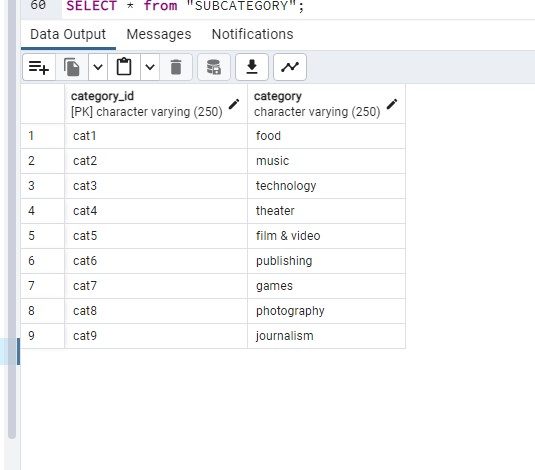 60 SELECT * from "SUBCATEGORY";
Data Output Messages Notifications
category_id category
[PK] character varying (250) character varying (250)
1 cat1 food
2 cat2 music
3 cat3 technology
4 cat4 theater
5 cat5 film & video
6 cat6 publishing
7 cat7 games
8 cat8 photography
9 cat9 journalism